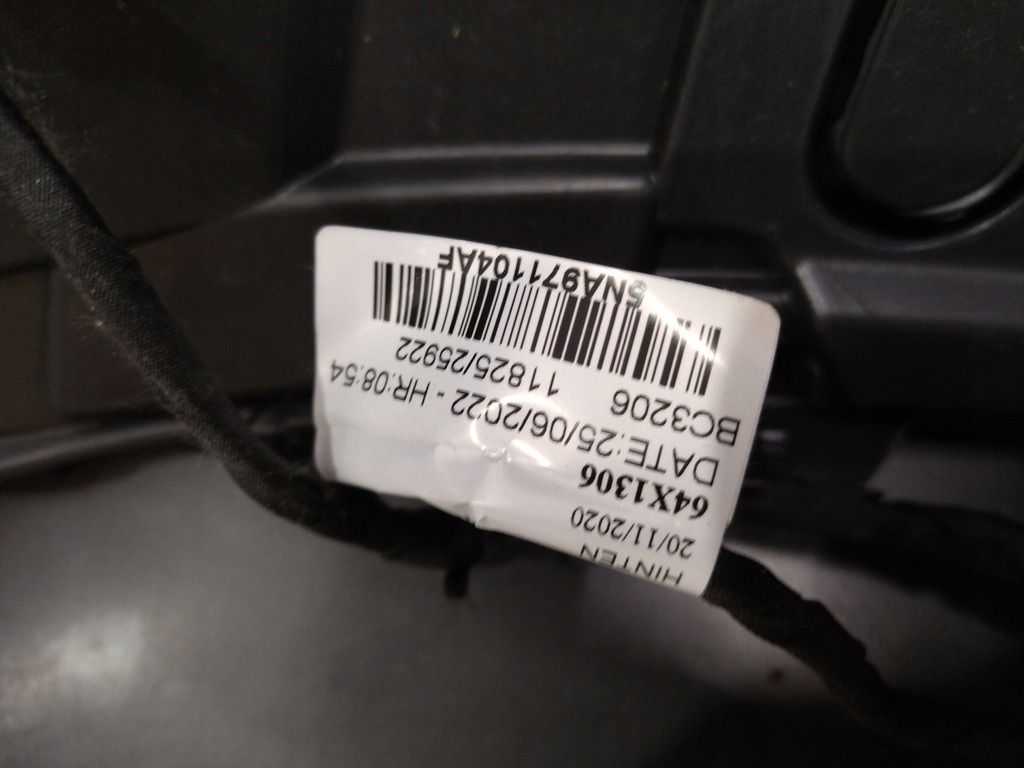 HINTEN
20/11/2020
64X1306
DATE:25/06/2022 - HR:08:54
BC3206 11825/25922
5NA971104AF